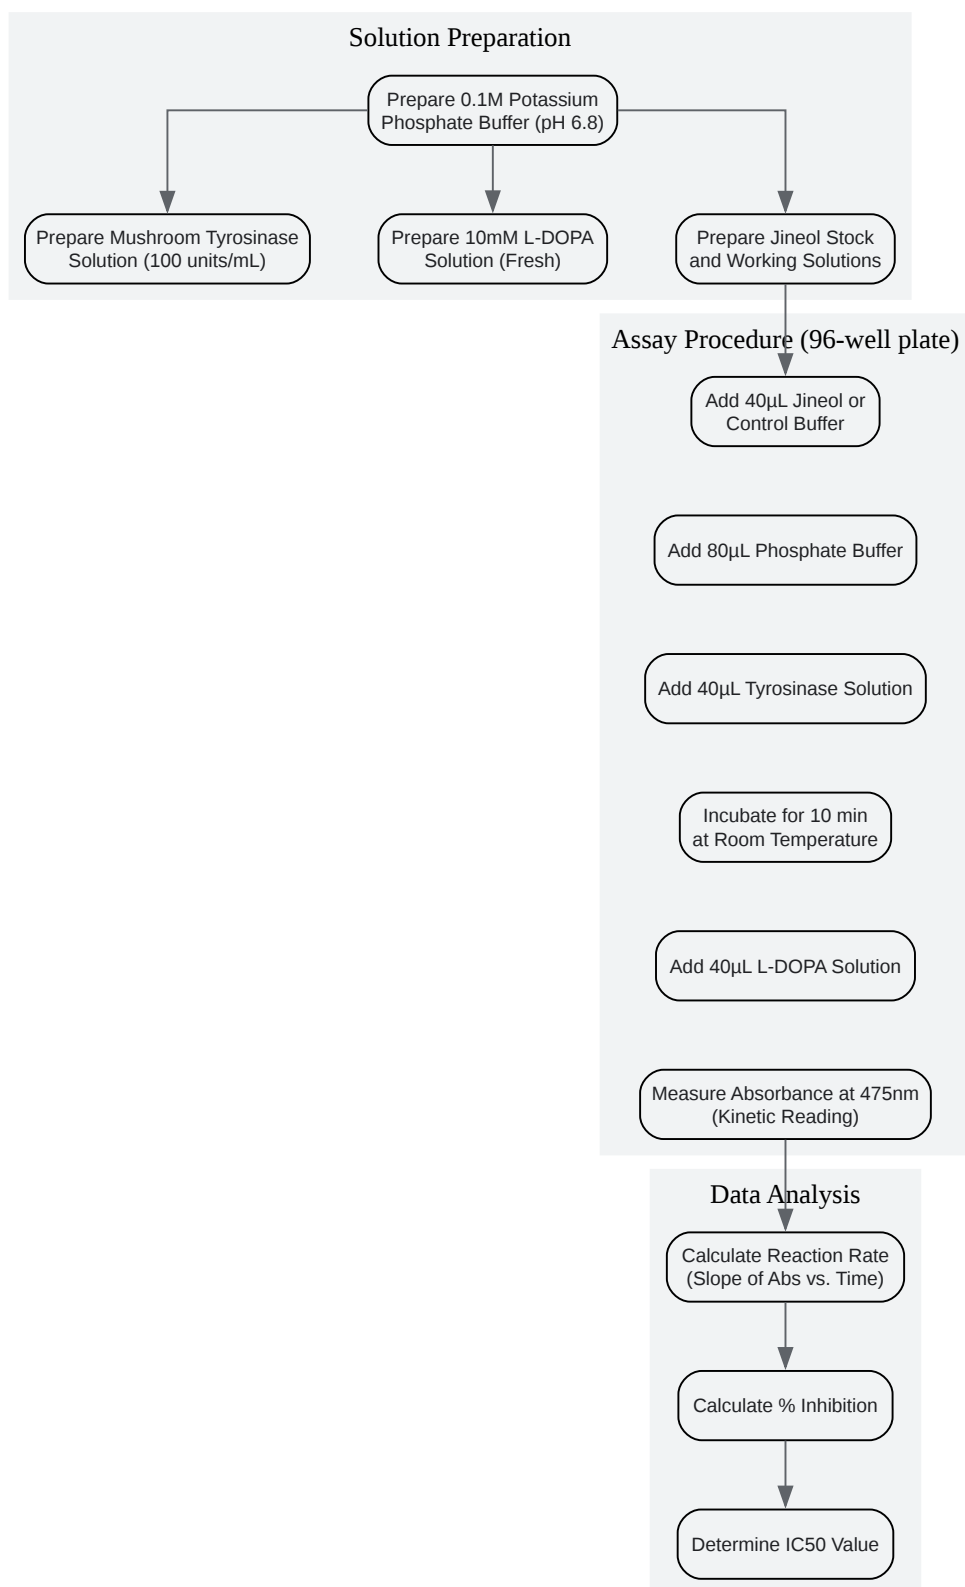 Solution Preparation
Prepare 0.1M Potassium
Phosphate Buffer (pH 6.8)
Prepare Mushroom Tyrosinase
Solution (100 units/mL)
Prepare 10mM L-DOPA
Solution (Fresh)
Prepare Jineol Stock
and Working Solutions
Assay Procedure (96-well plate)
Add 40µL Jineol or
Control Buffer
Add 80µL Phosphate Buffer
Add 40µL Tyrosinase Solution
Incubate for 10 min
at Room Temperature
Add 40µL L-DOPA Solution
Measure Absorbance at 475nm
(Kinetic Reading)
Data Analysis
Calculate Reaction Rate
(Slope of Abs vs. Time)
Calculate % Inhibition
Determine IC50 Value